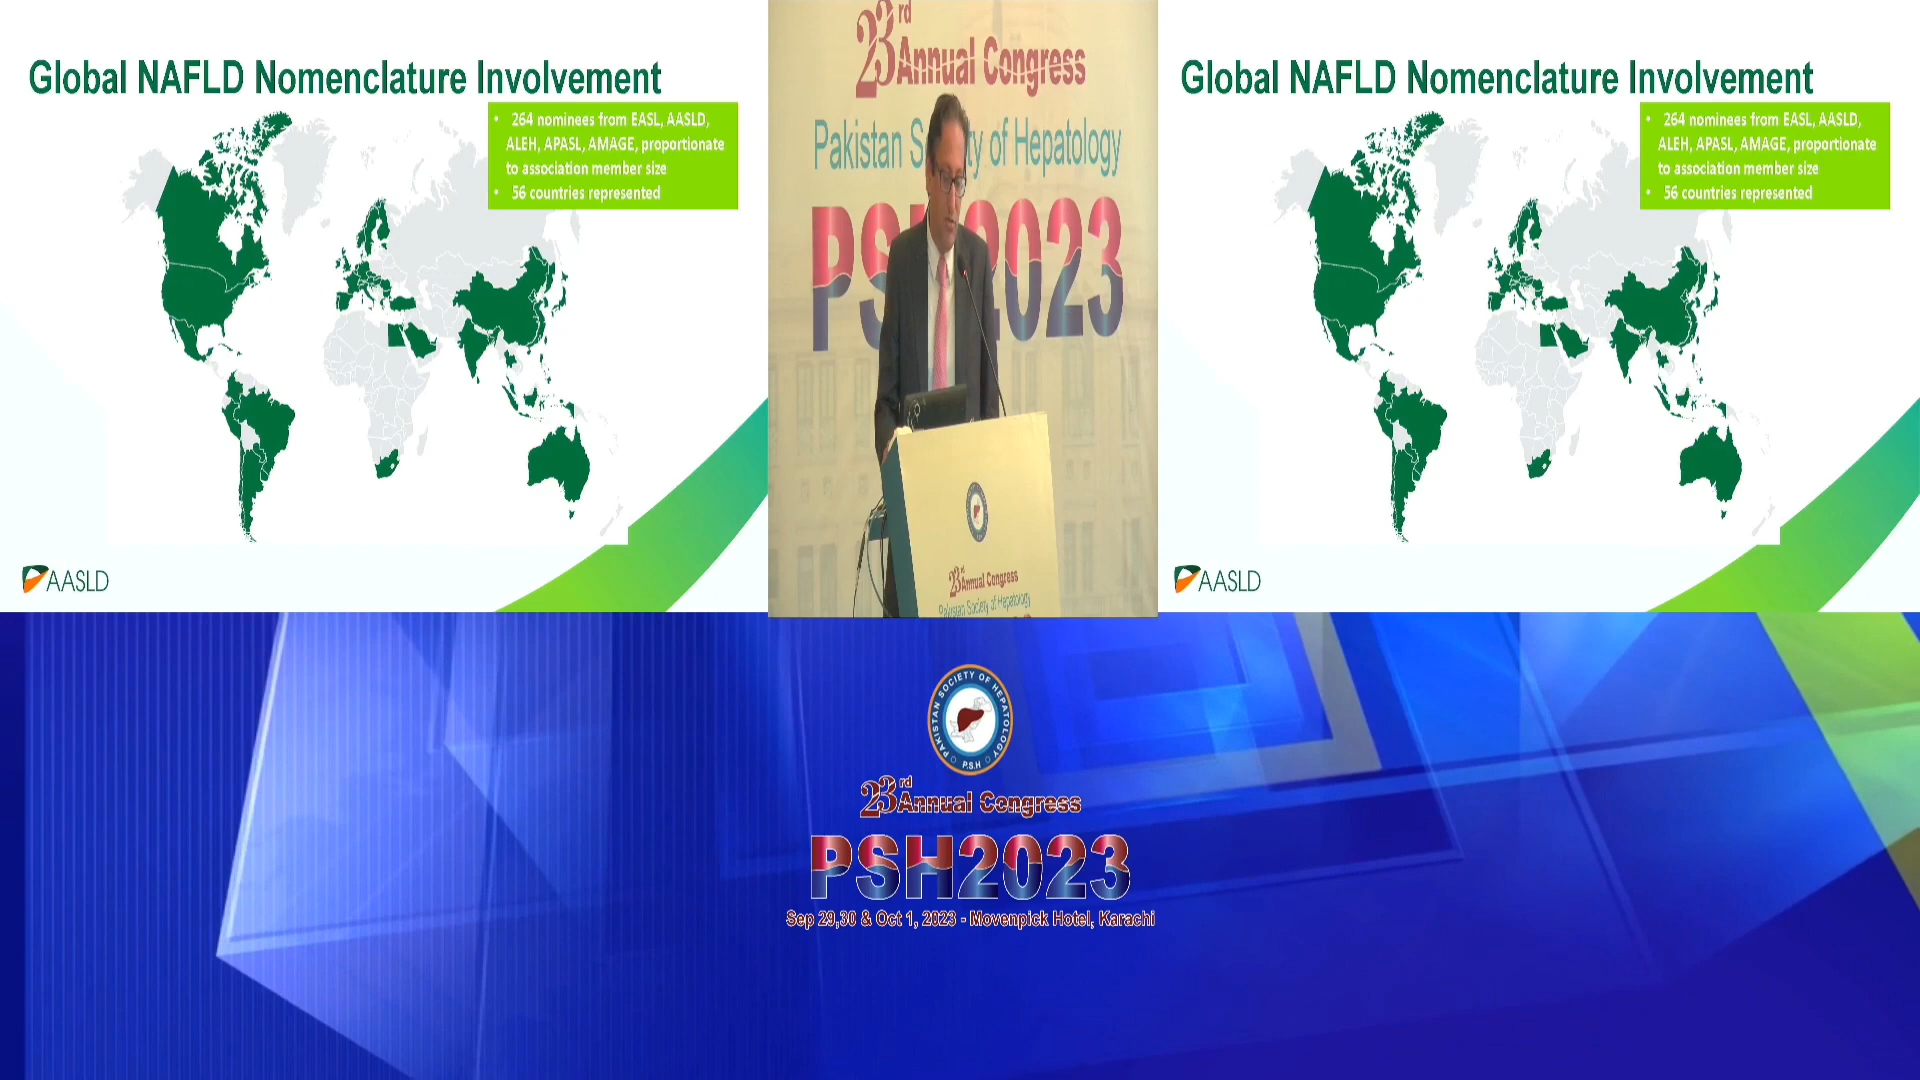 Global NAFLD Nomenclature Involvement
• 264 nominees from EASL, AASLD,
ALEH, APASL, AMAGE, proportionate
to association member size
• 56 countries represented
AASLD
23rd
Annual Congress
Pakistan S ty of Hepatology
PS 2023
23rd
Annual Congress
Pakistan Society of Hepatology
Global NAFLD Nomenclature Involvement
• 264 nominees from EASL, AASLD,
ALEH, APASL, AMAGE, proportionate
to association member size
• 56 countries represented
AASLD
PAKISTAN SOCIETY OF HEPATOLOGY
P.S.H
23rd
Annual Congress
PSH2023
Sep 29,30 & Oct 1, 2023 - Movenpick Hotel, Karachi